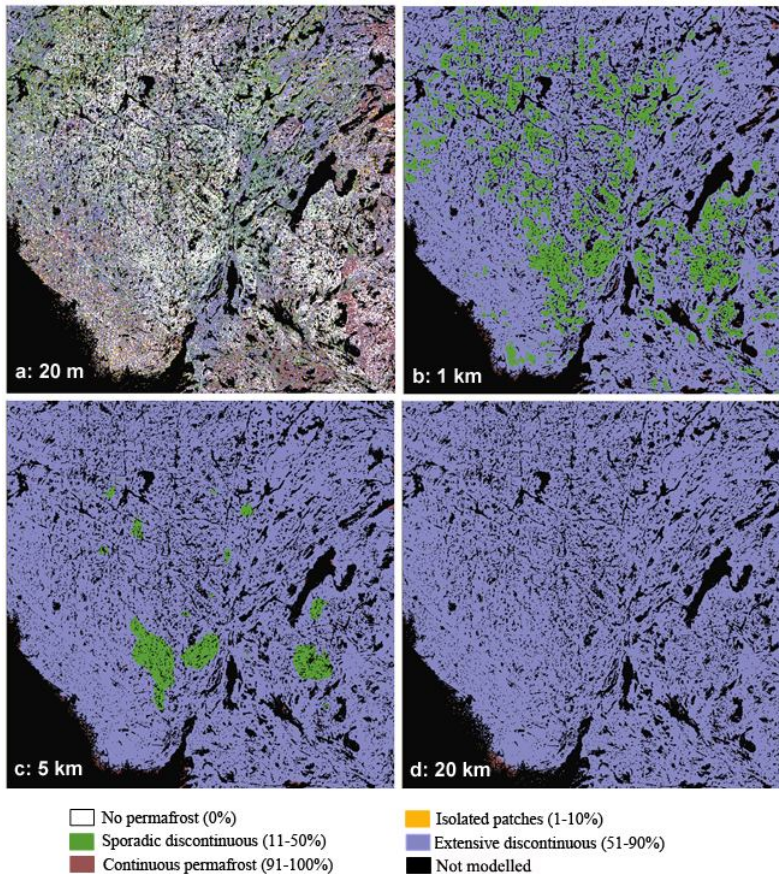 a: 20 m
b: 1 km
c: 5 km
d: 20 km
No permafrost (0%)
Isolated patches (1-10%)
Sporadic discontinuous (11-50%)
Extensive discontinuous (51-90%)
Continuous permafrost (91-100%)
Not modelled